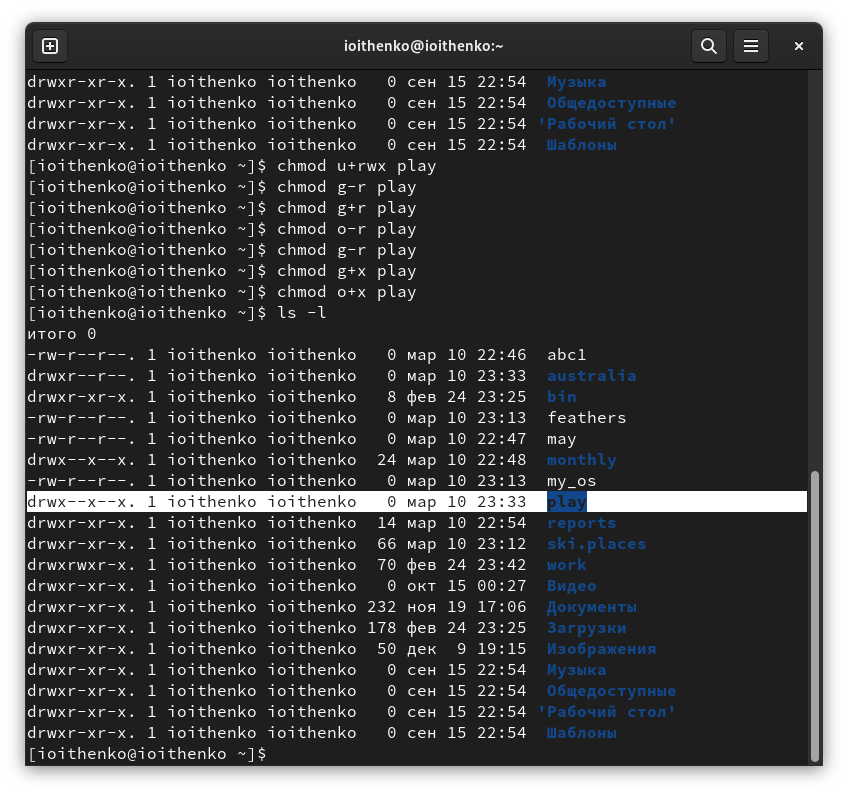 ioithenko@ioithenko:~
drwxr-xr-x. 1 ioithenko ioithenko   0 сен 15 22:54  Музыка
drwxr-xr-x. 1 ioithenko ioithenko   0 сен 15 22:54  Общедоступные
drwxr-xr-x. 1 ioithenko ioithenko   0 сен 15 22:54 'Рабочий стол'
drwxr-xr-x. 1 ioithenko ioithenko   0 сен 15 22:54  Шаблоны
[ioithenko@ioithenko ~]$ chmod u+rwx play
[ioithenko@ioithenko ~]$ chmod g-r play
[ioithenko@ioithenko ~]$ chmod g+r play
[ioithenko@ioithenko ~]$ chmod o-r play
[ioithenko@ioithenko ~]$ chmod g-r play
[ioithenko@ioithenko ~]$ chmod g+x play
[ioithenko@ioithenko ~]$ chmod o+x play
[ioithenko@ioithenko ~]$ ls -l
итого 0
-rw-r--r--. 1 ioithenko ioithenko   0 мар 10 22:46  abc1
drwxr--r--. 1 ioithenko ioithenko   0 мар 10 23:33  australia
drwxr-xr-x. 1 ioithenko ioithenko   8 фев 24 23:25  bin
-rw-r--r--. 1 ioithenko ioithenko   0 мар 10 23:13  feathers
-rw-r--r--. 1 ioithenko ioithenko   0 мар 10 22:47  may
drwx--x--x. 1 ioithenko ioithenko  24 мар 10 22:48  monthly
-rw-r--r--. 1 ioithenko ioithenko   0 мар 10 23:13  my_os
drwx--x--x. 1 ioithenko ioithenko   0 мар 10 23:33  play
drwxr-xr-x. 1 ioithenko ioithenko  14 мар 10 22:54  reports
drwxr-xr-x. 1 ioithenko ioithenko  66 мар 10 23:12  ski.places
drwxrwxr-x. 1 ioithenko ioithenko  70 фев 24 23:42  work
drwxr-xr-x. 1 ioithenko ioithenko   0 окт 15 00:27  Видео
drwxr-xr-x. 1 ioithenko ioithenko 232 ноя 19 17:06  Документы
drwxr-xr-x. 1 ioithenko ioithenko 178 фев 24 23:25  Загрузки
drwxr-xr-x. 1 ioithenko ioithenko  50 дек  9 19:15  Изображения
drwxr-xr-x. 1 ioithenko ioithenko   0 сен 15 22:54  Музыка
drwxr-xr-x. 1 ioithenko ioithenko   0 сен 15 22:54  Общедоступные
drwxr-xr-x. 1 ioithenko ioithenko   0 сен 15 22:54 'Рабочий стол'
drwxr-xr-x. 1 ioithenko ioithenko   0 сен 15 22:54  Шаблоны
[ioithenko@ioithenko ~]$